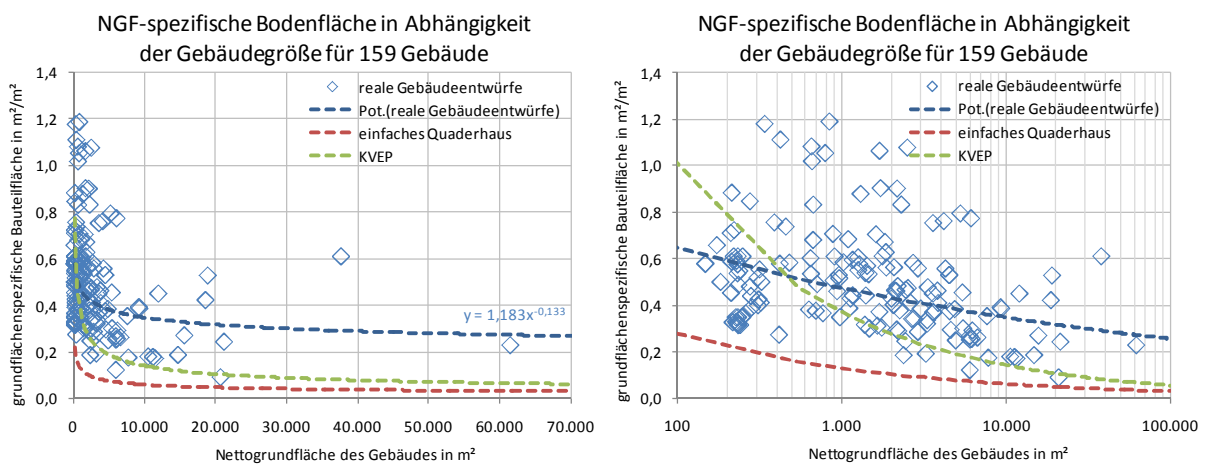 NGF-spezifische Bodenfläche in Abhängigkeit
der Gebäudegröße für 159 Gebäude
grundflächenspezifische Bauteilfläche in m²/m²
1,4
1,2
1,0
0,8
0,6
0,4
0,2
0,0
reale Gebäudeentwürfe
Pot.(reale Gebäudeentwürfe)
einfaches Quaderhaus
KVEP
y = 1,183x^-0,133
0
10.000
20.000
30.000
40.000
50.000
60.000
70.000
Nettogrundfläche des Gebäudes in m²
NGF-spezifische Bodenfläche in Abhängigkeit
der Gebäudegröße für 159 Gebäude
grundflächenspezifische Bauteilfläche in m²/m²
1,4
1,2
1,0
0,8
0,6
0,4
0,2
0,0
reale Gebäudeentwürfe
Pot.(reale Gebäudeentwürfe)
einfaches Quaderhaus
KVEP
100
1.000
10.000
100.000
Nettogrundfläche des Gebäudes in m²